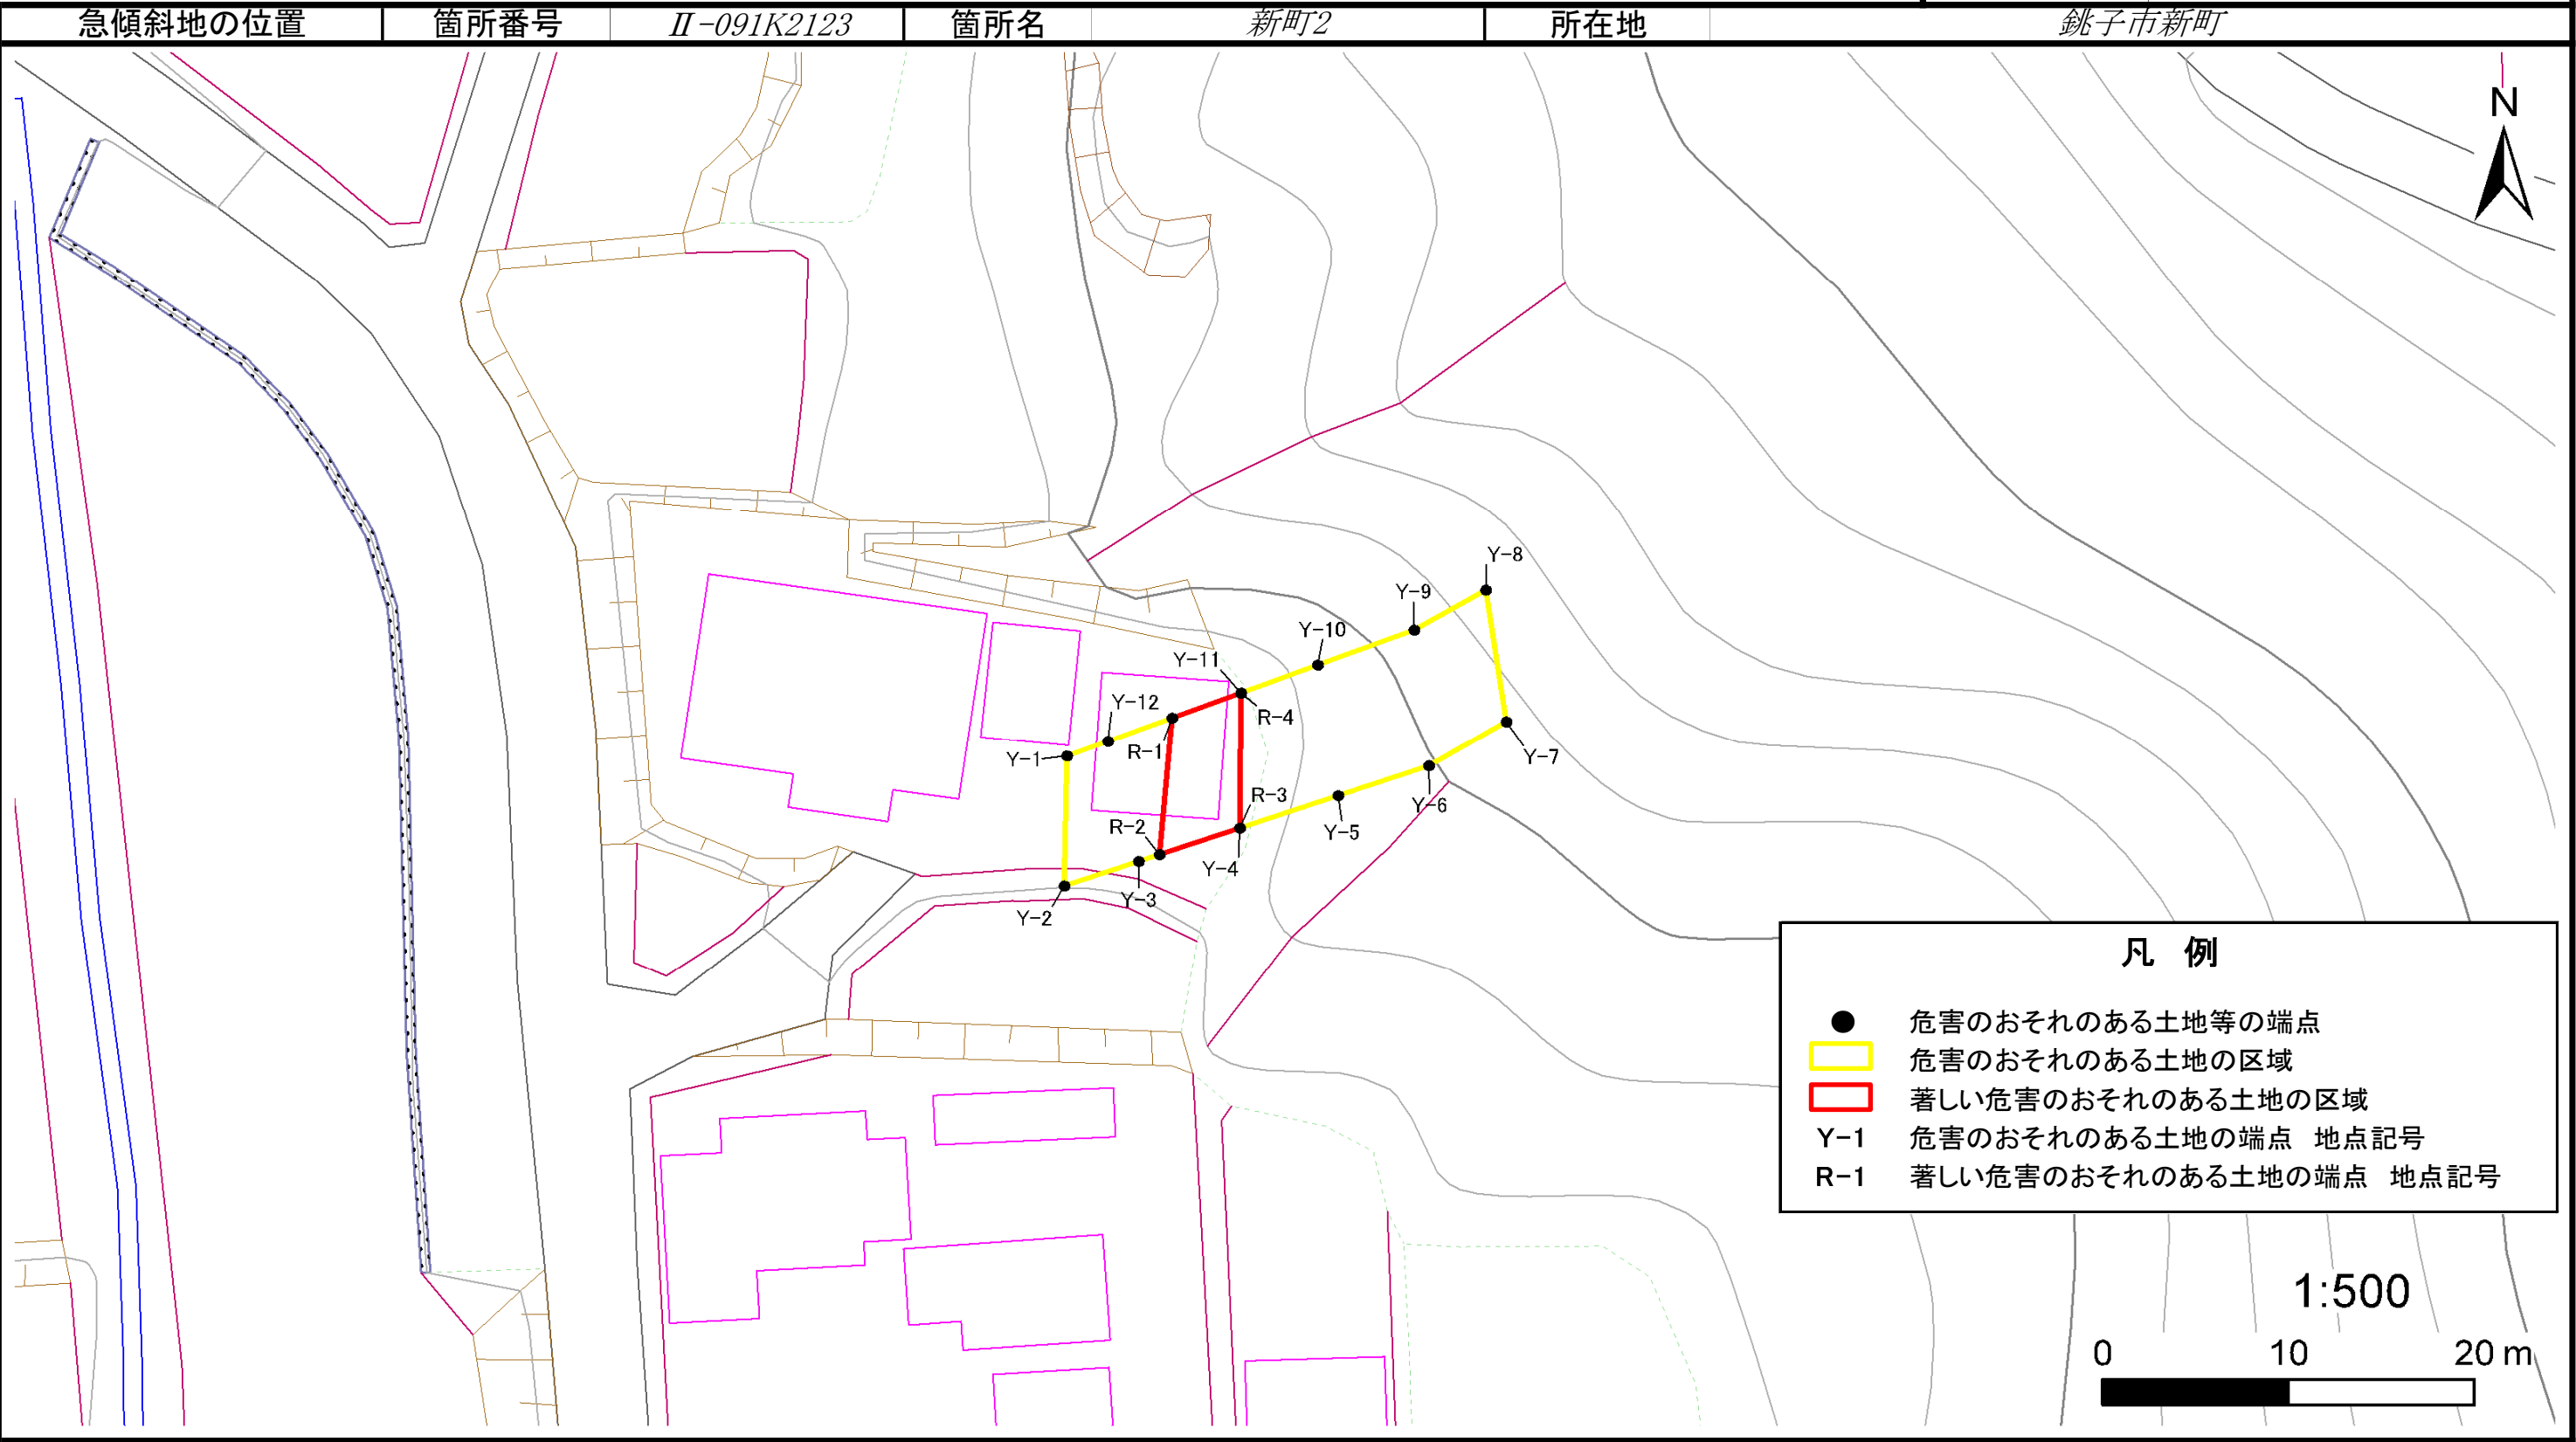 急傾斜地の位置 箇所番号 Ⅱ-091K2123 箇所名 新町2 所在地 銚子市新町
N
Y-8
Y-9
Y-10
Y-11
Y-12
R-4
R-1
Y-1
Y-7
R-3
Y-6
R-2
Y-5
Y-4
Y-3
Y-2
凡 例
危害のおそれのある土地等の端点
危害のおそれのある土地の区域
著しい危害のおそれのある土地の区域
Y-1 危害のおそれのある土地の端点 地点記号
R-1 著しい危害のおそれのある土地の端点 地点記号
1:500
0 10 20 m